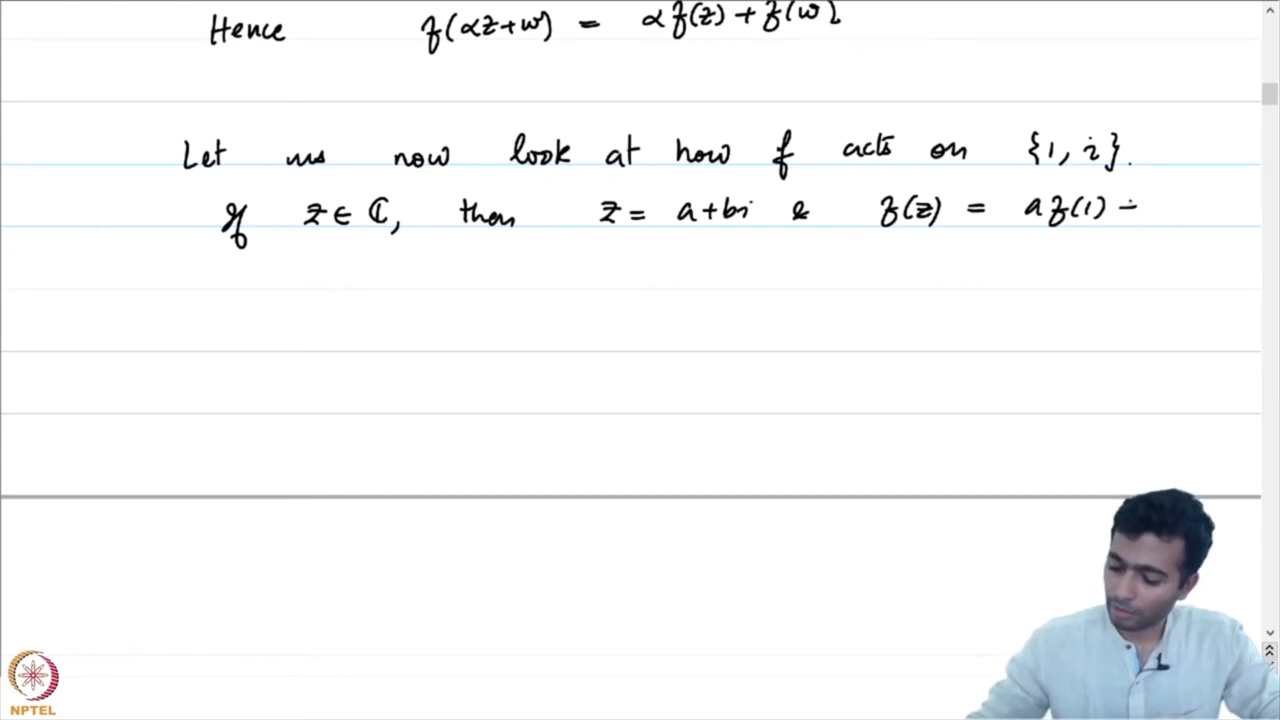 Hence f(αz+w) = αf(z) + f(w).
Let us now look at how f acts on {1, i}.
If z ∈ ℂ, then z = a+bi & f(z) = a f(1) -
NPTEL